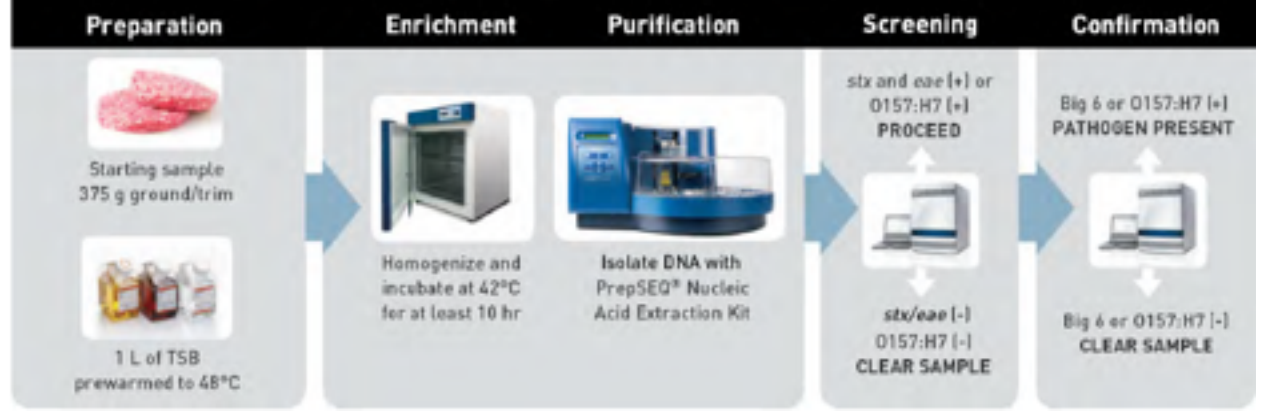 Preparation
Enrichment
Purification
Screening
Confirmation
Starting sample
375 g ground/trim
1 L of TSB
prewarmed to 48°C
Homogenize and
incubate at 42°C
for at least 10 hr
Isolate DNA with
PrepSEQ® Nucleic
Acid Extraction Kit
stx and eae (+) or
O157:H7 (+)
PROCEED
stx/eae (-)
O157:H7 (-)
CLEAR SAMPLE
Big 6 or O157:H7 (+)
PATHOGEN PRESENT
Big 6 or O157:H7 (-)
CLEAR SAMPLE